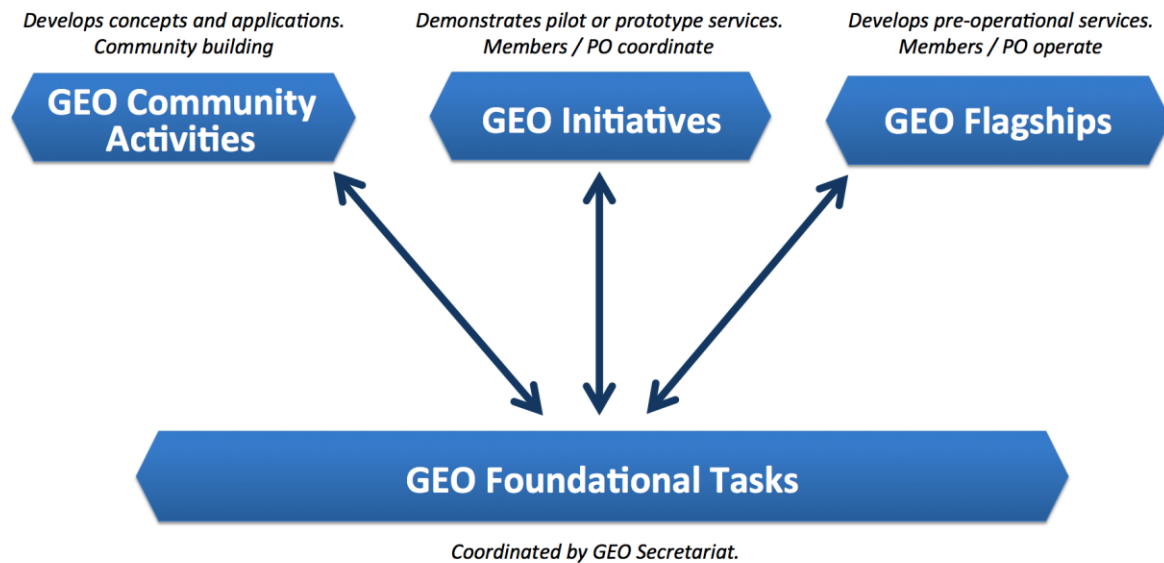 Develops concepts and applications.
Community building
Demonstrates pilot or prototype services.
Members / PO coordinate
Develops pre-operational services.
Members / PO operate
GEO Community
Activities
GEO Initiatives
GEO Flagships
GEO Foundational Tasks
Coordinated by GEO Secretariat.